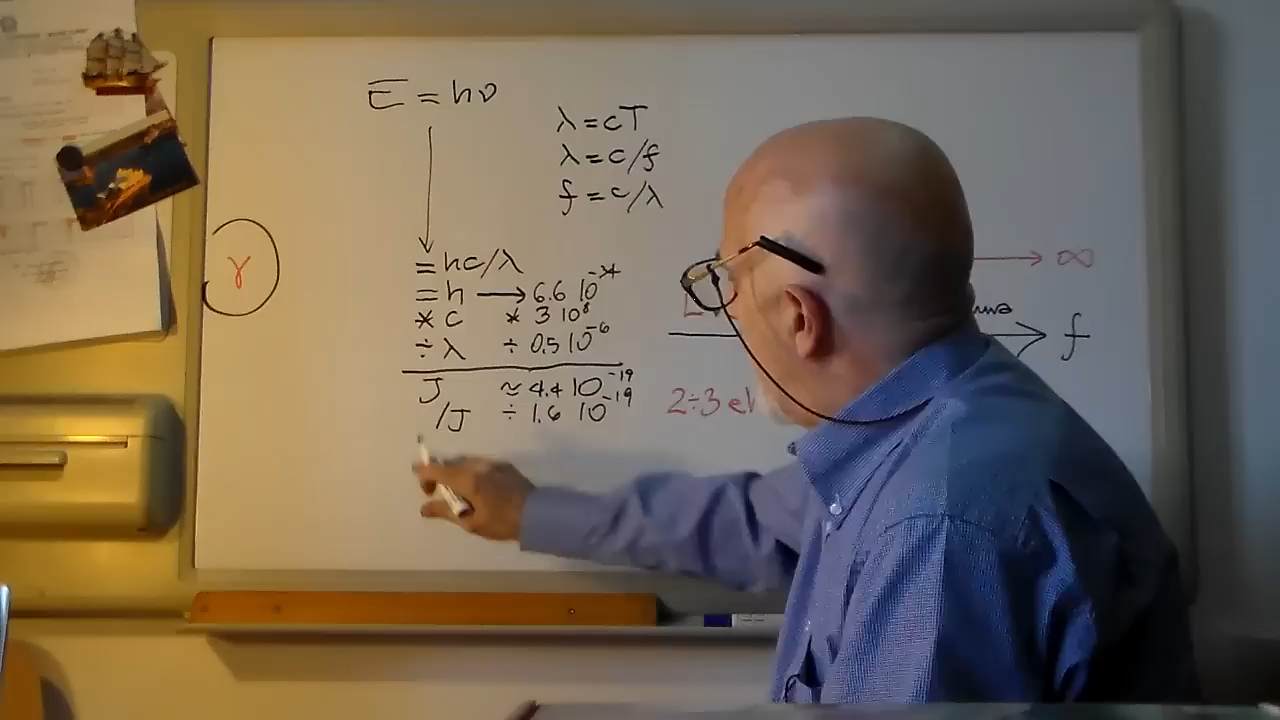 E = hν
λ = cT
λ = c/f
f = c/λ
γ
= hc/λ
= h → 6.6 10
* c * 3 10⁸
÷ λ ÷ 0.5 10⁻⁶
J ≈ 4.4 10⁻¹⁹
/J ÷ 1.6 10⁻¹⁹
→ ∞
f
2÷3 eV